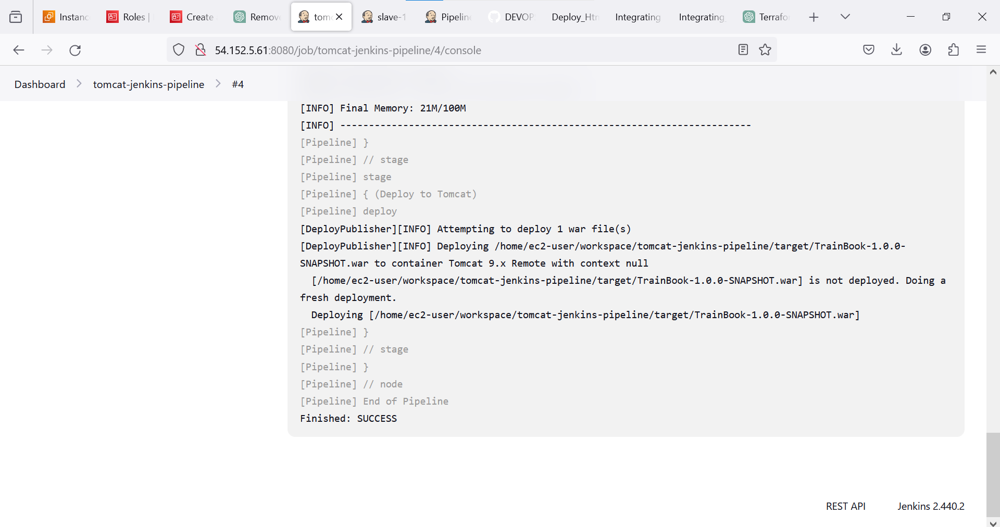 Instanc
Roles |
Create
Remove
tomc
slave-1
Pipeline
DEVOP
Deploy_Htm
Integrating
Integrating_
Terrafo
54.152.5.61:8080/job/tomcat-jenkins-pipeline/4/console
Dashboard > tomcat-jenkins-pipeline > #4
[INFO] Final Memory: 21M/100M
[INFO] ------------------------------------------------------------------------
[Pipeline] }
[Pipeline] // stage
[Pipeline] stage
[Pipeline] { (Deploy to Tomcat)
[Pipeline] deploy
[DeployPublisher][INFO] Attempting to deploy 1 war file(s)
[DeployPublisher][INFO] Deploying /home/ec2-user/workspace/tomcat-jenkins-pipeline/target/TrainBook-1.0.0-
SNAPSHOT.war to container Tomcat 9.x Remote with context null
  [/home/ec2-user/workspace/tomcat-jenkins-pipeline/target/TrainBook-1.0.0-SNAPSHOT.war] is not deployed. Doing a
fresh deployment.
  Deploying [/home/ec2-user/workspace/tomcat-jenkins-pipeline/target/TrainBook-1.0.0-SNAPSHOT.war]
[Pipeline] }
[Pipeline] // stage
[Pipeline] }
[Pipeline] // node
[Pipeline] End of Pipeline
Finished: SUCCESS
REST API
Jenkins 2.440.2